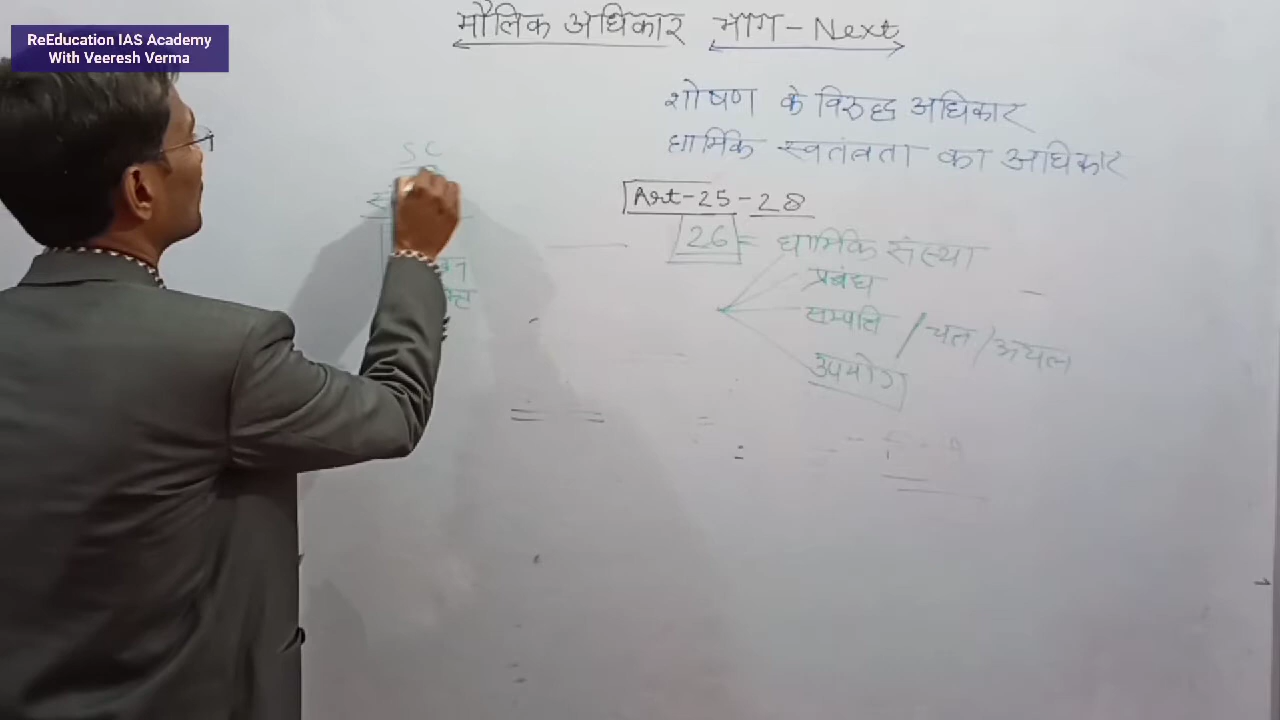 ReEducation IAS Academy
With Veeresh Verma
मौलिक अधिकार भाग - Next
शोषण के विरुद्ध अधिकार
धार्मिक स्वतंत्रता का अधिकार
Art-25-28
26 = धार्मिक संस्था
प्रबंध
सम्पत्ति / चल / अचल
उपयोग
SC